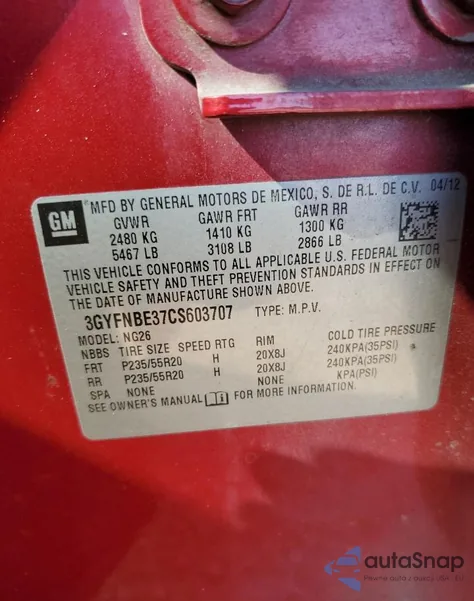 GM
MFD BY GENERAL MOTORS DE MEXICO, S. DE R.L. DE C.V. 04/12
GVWR GAWR FRT GAWR RR
2480 KG 1410 KG 1300 KG
5467 LB 3108 LB 2866 LB
THIS VEHICLE CONFORMS TO ALL APPLICABLE U.S. FEDERAL MOTOR
VEHICLE SAFETY AND THEFT PREVENTION STANDARDS IN EFFECT ON
THE DATE OF MANUFACTURE SHOWN ABOVE.
3GYFNBE37CS603707 TYPE: M.P.V.
MODEL: NG26
NBBS TIRE SIZE SPEED RTG RIM COLD TIRE PRESSURE
FRT P235/55R20 H 20X8J 240KPA(35PSI)
RR P235/55R20 H 20X8J 240KPA(35PSI)
SPA NONE NONE KPA(PSI)
SEE OWNER'S MANUAL FOR MORE INFORMATION.
autaSnap